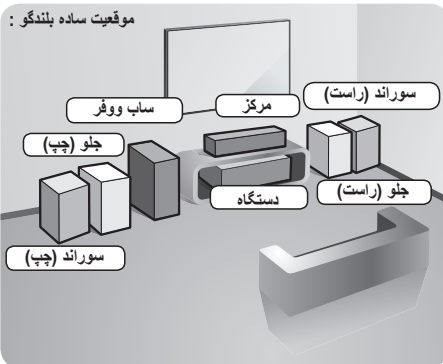 موقعیت ساده بلندگو :
سوراند (راست)
مرکز
ساب ووفر
جلو (چپ)
جلو (راست)
دستگاه
سوراند (چپ)